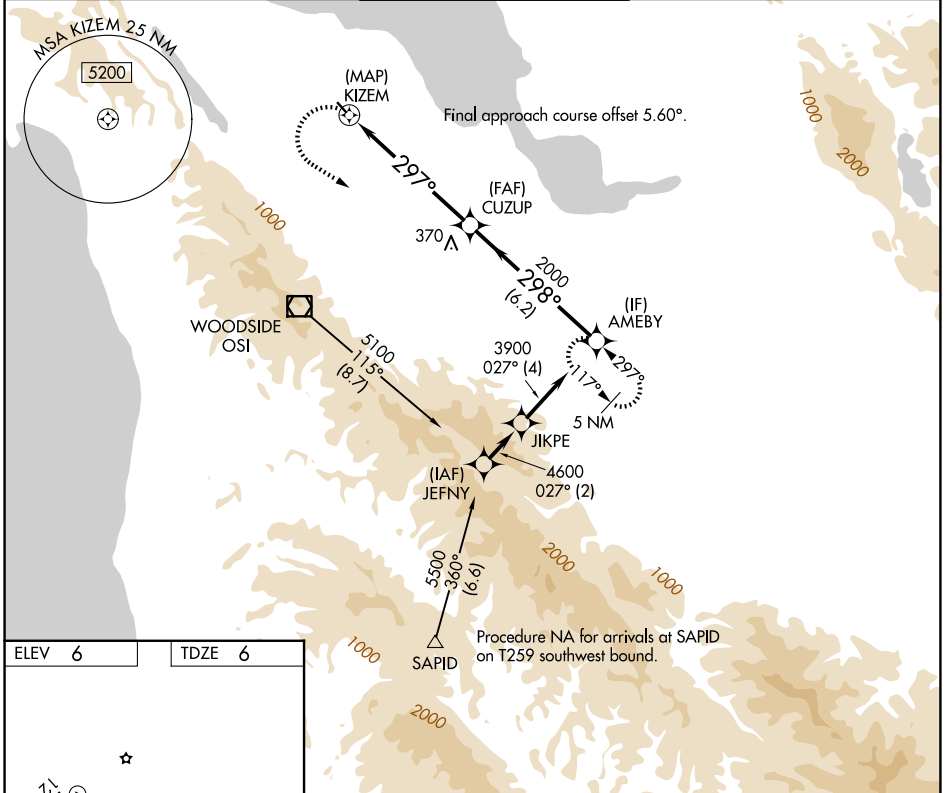 MSA KIZEM 25 NM
5200
(MAP)
KIZEM
Final approach course offset 5.60°.
297°
(FAF)
CUZUP
370
1000
2000
1000
2000
298°
(6.2)
(IF)
AMEBY
WOODSIDE
OSI
5100
115°
(8.7)
3900
027° (4)
297°
117°
5 NM
JIKPE
(IAF)
JEFNY
4600
027° (2)
5500
360°
(6.6)
2000
1000
SAPID
Procedure NA for arrivals at SAPID
on T259 southwest bound.
1000
2000
ELEV 6
TDZE 6